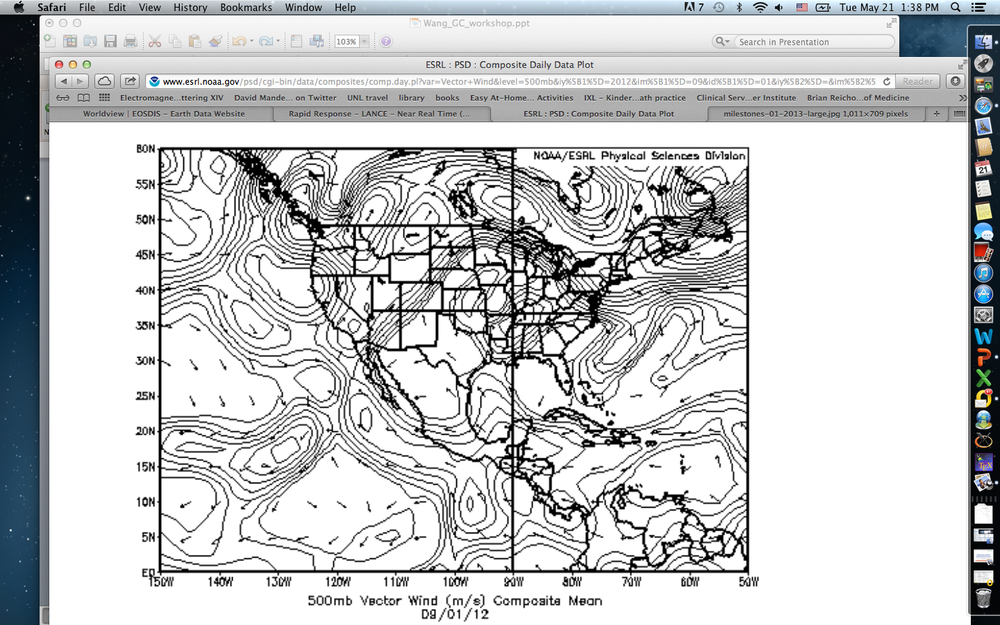 Safari File Edit View History Bookmarks Window Help 7 Tue May 21 1:38 PM
Wang_GC_workshop.ppt
103% Search in Presentation
ESRL : PSD : Composite Daily Data Plot
www.esrl.noaa.gov/psd/cgi-bin/data/composites/comp.day.pl?var=Vector+Wind&level=500mb&iy%5B1%5D=2012&im%5B1%5D=09&id%5B1%5D=01&iy%5B2%5D=&im%5B2%5 Reader
Electromagne...ttering XIV David Mande... on Twitter UNL travel library books Easy At-Home... Activities IXL - Kinder...ath practice Clinical Serv...er Institute Brian Reicho...of Medicine
Worldview | EOSDIS - Earth Data Website Rapid Response - LANCE - Near Real Time (... ESRL : PSD : Composite Daily Data Plot milestones-01-2013-large.jpg 1,011×709 pixels
NOAA/ESRL Physical Sciences Division
60N
55N
50N
45N
40N
35N
30N
25N
20N
15N
10N
5N
EQ
150W 140W 130W 120W 110W 100W 90W 80W 70W 60W 50W
500mb Vector Wind (m/s) Composite Mean
09/01/12